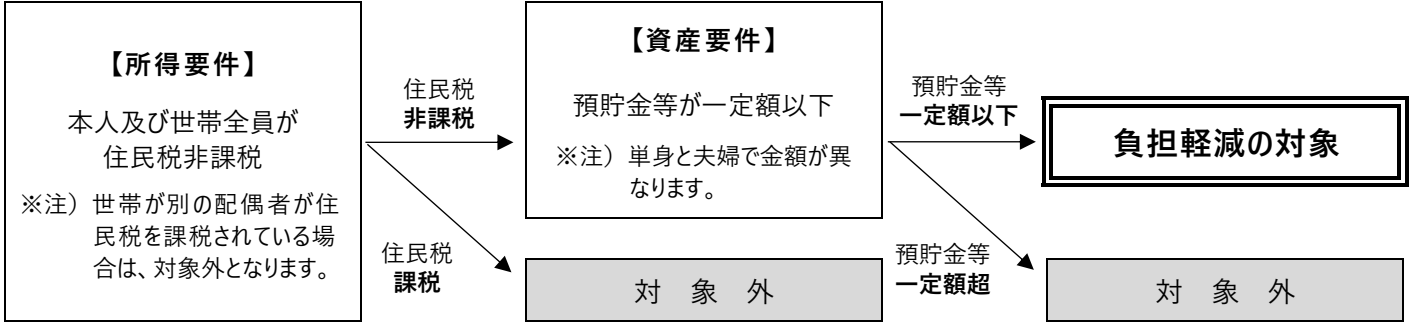 【所得要件】
本人及び世帯全員が
住民税非課税
※注）世帯が別の配偶者が住
民税を課税されている場
合は、対象外となります。
住民税
非課税
住民税
課税
【資産要件】
預貯金等が一定額以下
※注）単身と夫婦で金額が異
なります。
対　象　外
預貯金等
一定額以下
預貯金等
一定額超
負担軽減の対象
対　象　外